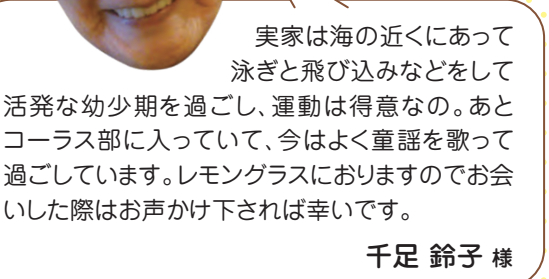 実家は海の近くにあって
泳ぎと飛び込みなどをして
活発な幼少期を過ごし、運動は得意なの。あと
コーラス部に入っていて、今はよく童謡を歌って
過ごしています。レモングラスにおりますのでお会
いした際はお声かけ下されば幸いです。
千足 鈴子 様